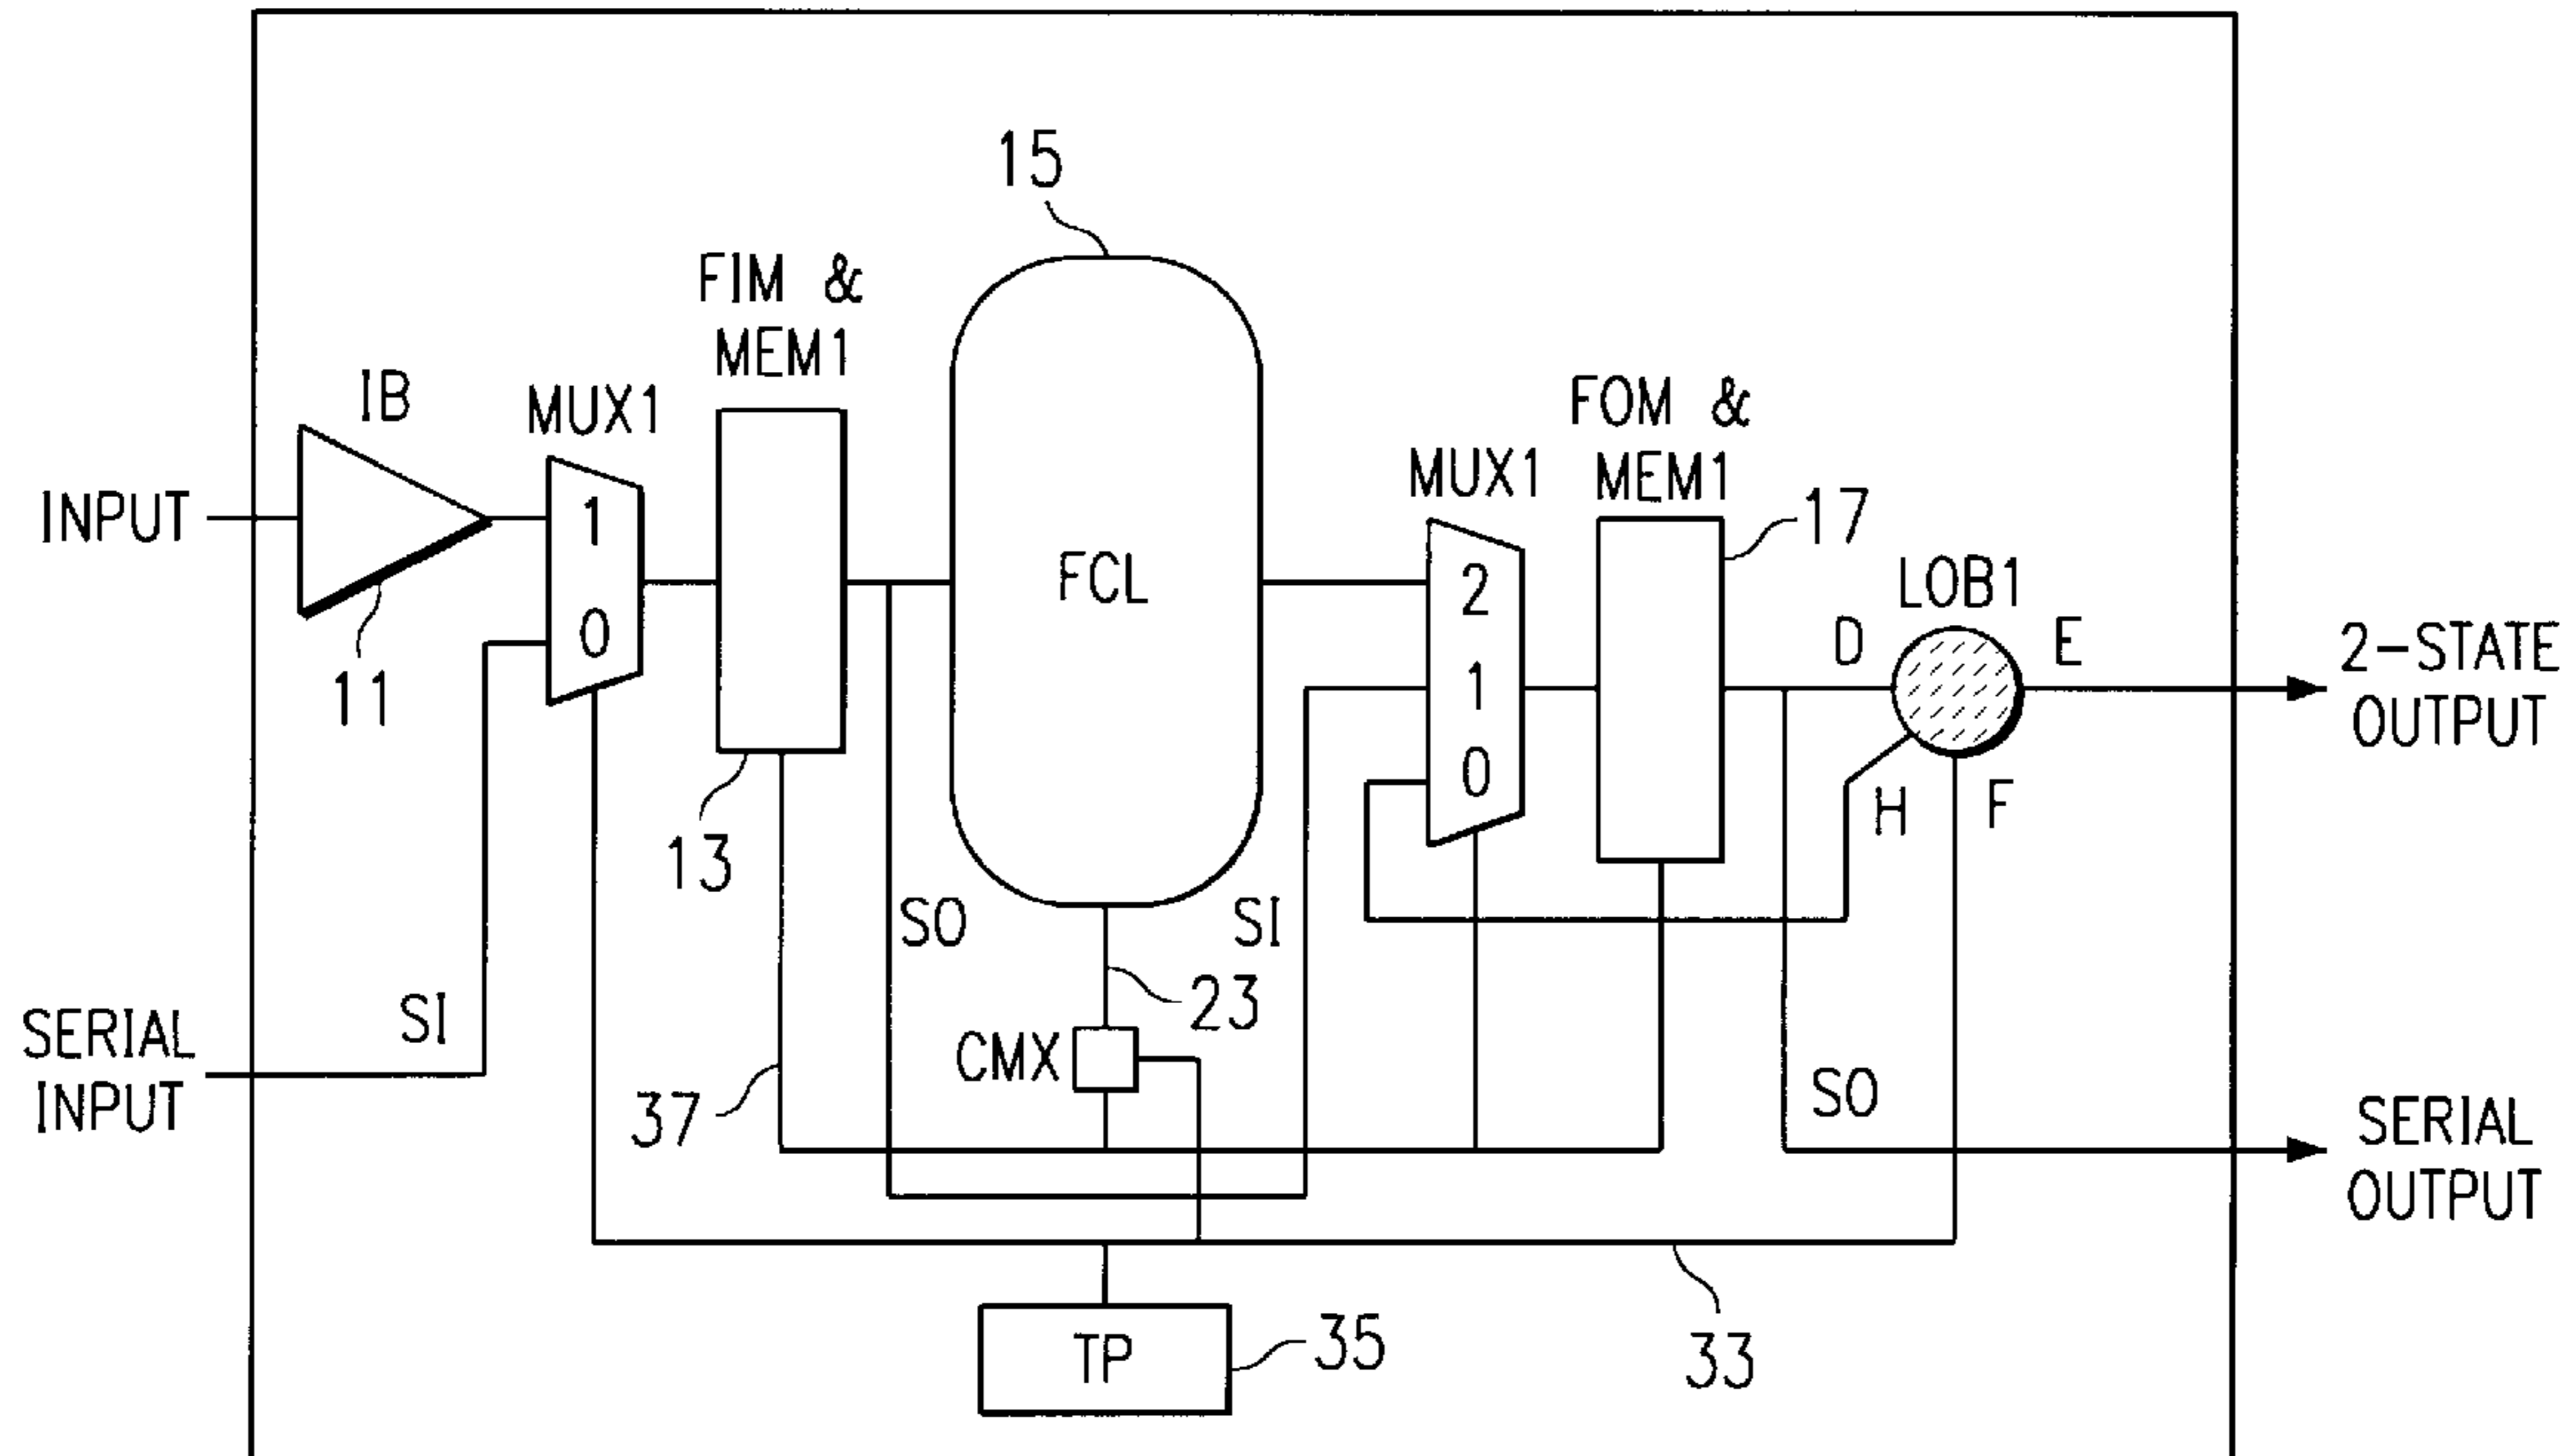 15
FIM &
MEM1
IB
MUX1
FOM &
MEM1
MUX1
17
INPUT
1
0
11
FCL
2
1
0
LOB1
D
E
H
F
2-STATE
OUTPUT
13
SO
SI
23
SI
SERIAL
INPUT
CMX
37
SO
SERIAL
OUTPUT
TP
35
33